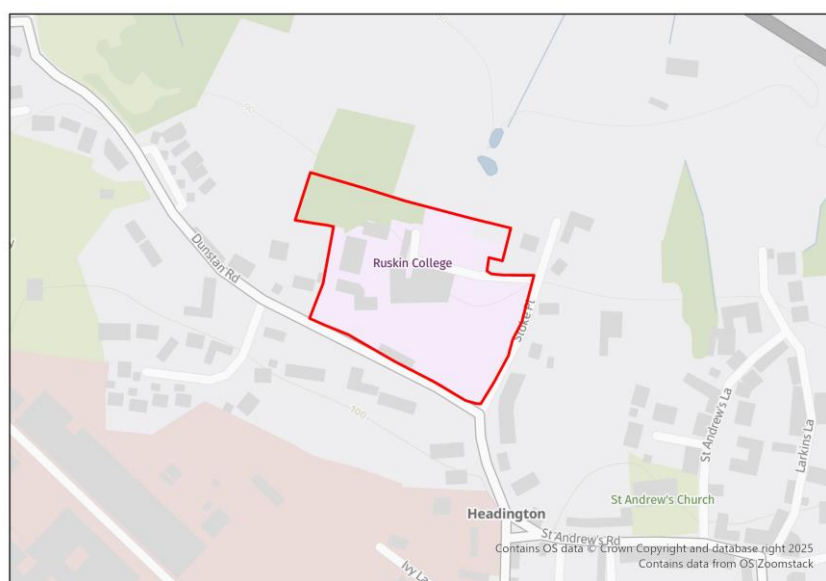 90
y
Dunstan Rd
Ruskin College
Stoke Pl
100
St Andrew's La
Larkins La
St Andrew's Church
Headington
St Andrew's Rd
Ivy La
Contains OS data © Crown Copyright and database right 2025
Contains data from OS Zoomstack